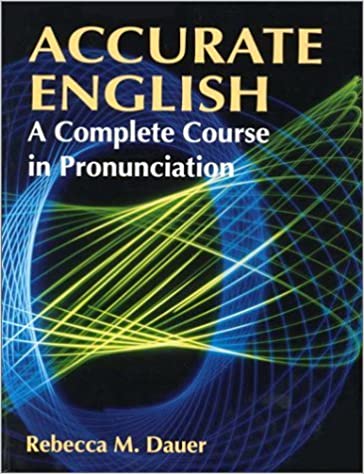 ACCURATE
ENGLISH
A Complete Course
in Pronunciation
Rebecca M. Dauer